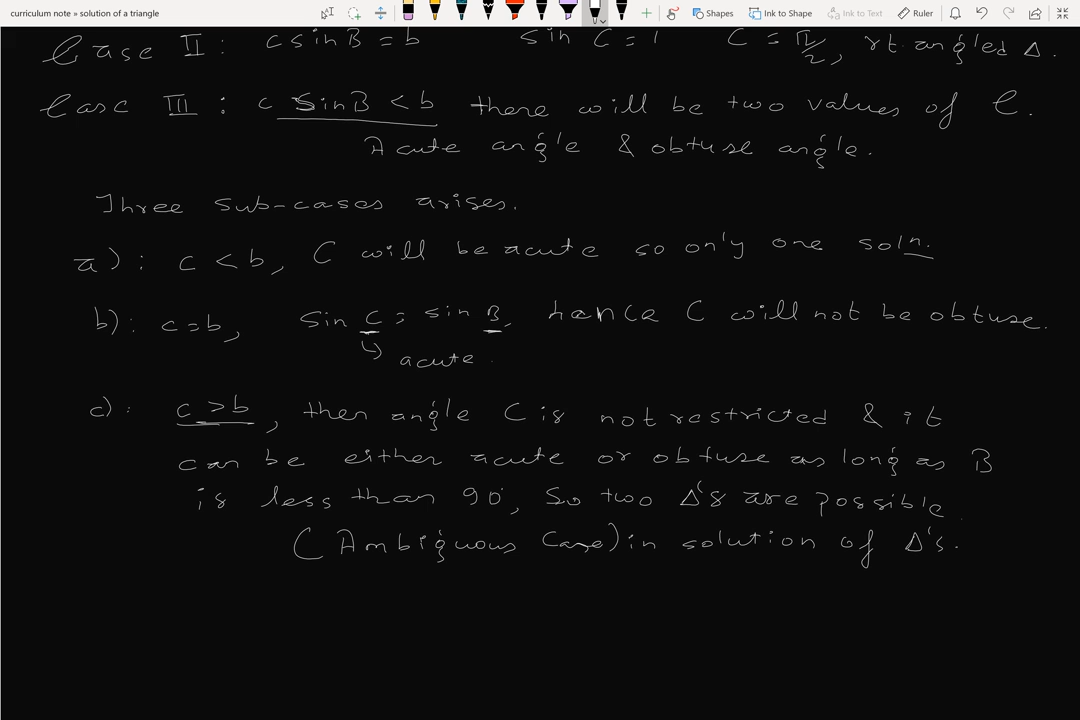 curriculum note » solution of a triangle
Shapes Ink to Shape Ink to Text Ruler
Case II : c sin B = b sin C = 1 C = π/2, rt. angled Δ.
Case III : c sin B < b there will be two values of C.
Acute angle & obtuse angle.
Three sub-cases arises.
a) : c < b, C will be acute so only one soln.
b) : c = b, sin C = sin B, hence C will not be obtuse.
↳ acute.
c) : c > b, then angle C is not restricted & it
can be either acute or obtuse as long as B
is less than 90°, So two Δ's are possible.
(Ambiguous Case) in solution of Δ's.